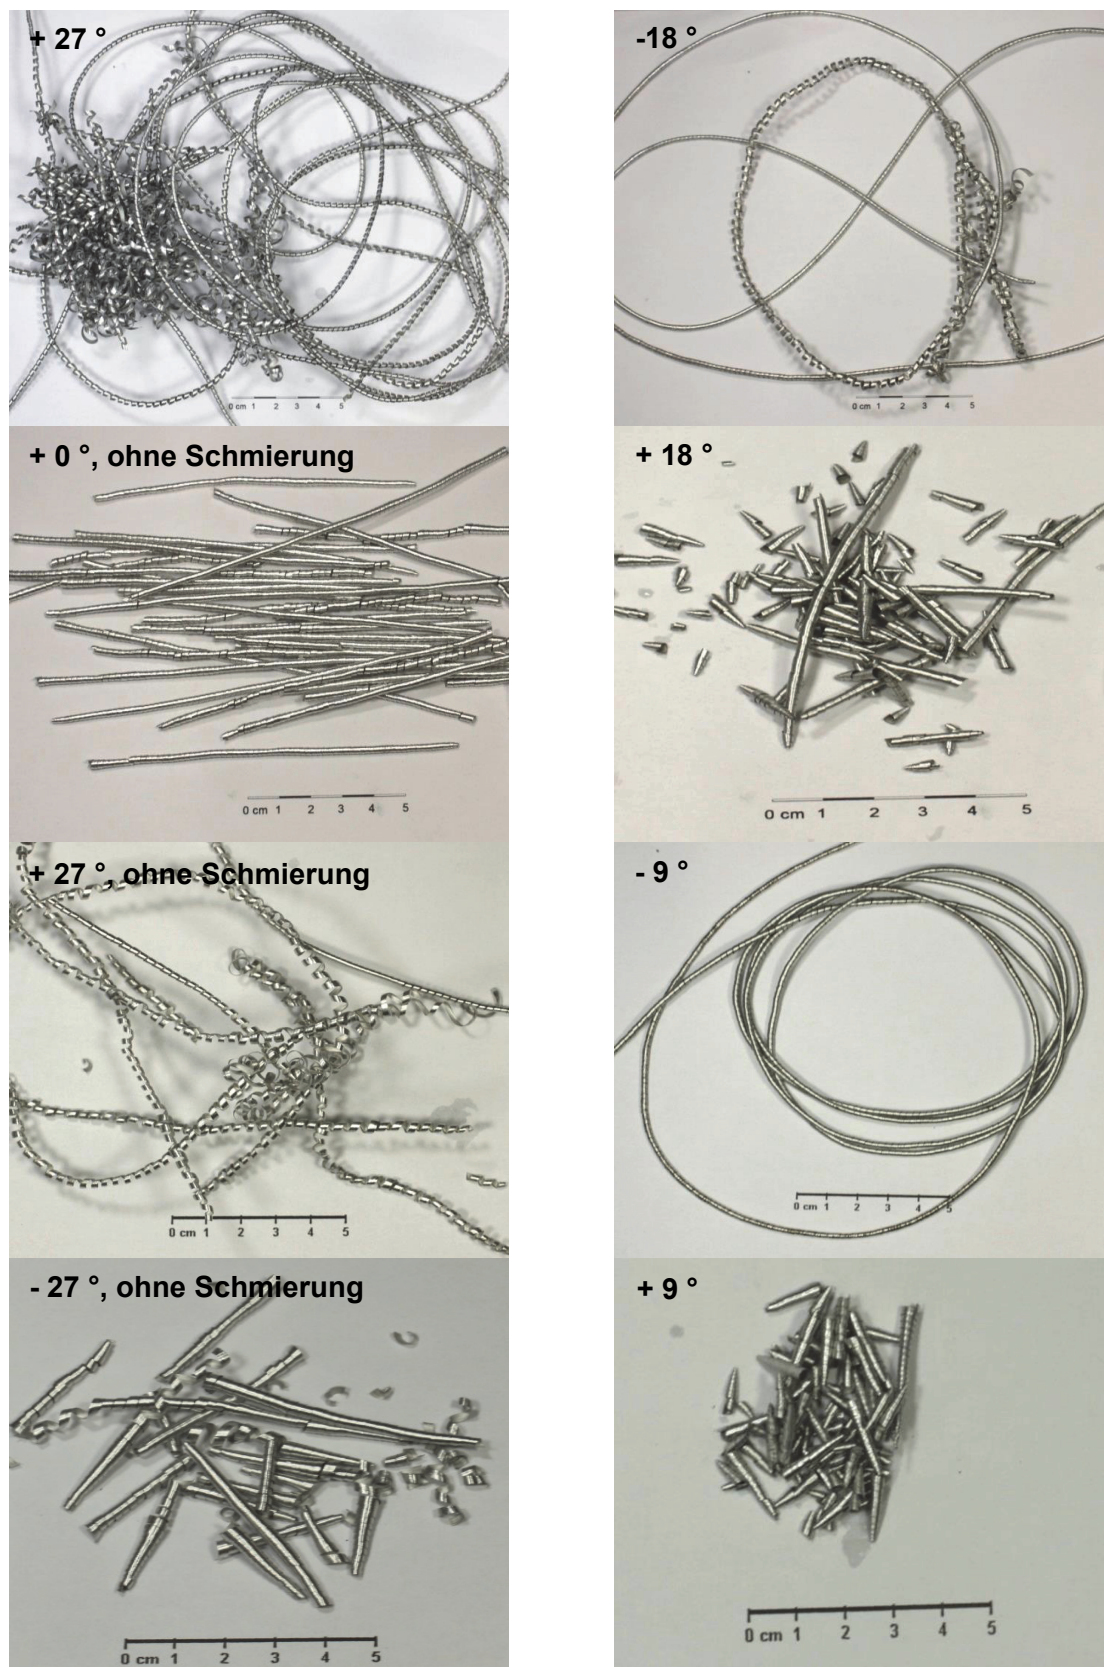 + 27 °
0 cm 1 2 3 4 5
-18 °
0 cm 1 2 3 4 5
+ 0 °, ohne Schmierung
0 cm 1 2 3 4 5
+ 18 °
0 cm 1 2 3 4 5
+ 27 °, ohne Schmierung
0 cm 1 2 3 4 5
- 9 °
0 cm 1 2 3 4 5
- 27 °, ohne Schmierung
0 cm 1 2 3 4 5
+ 9 °
0 cm 1 2 3 4 5